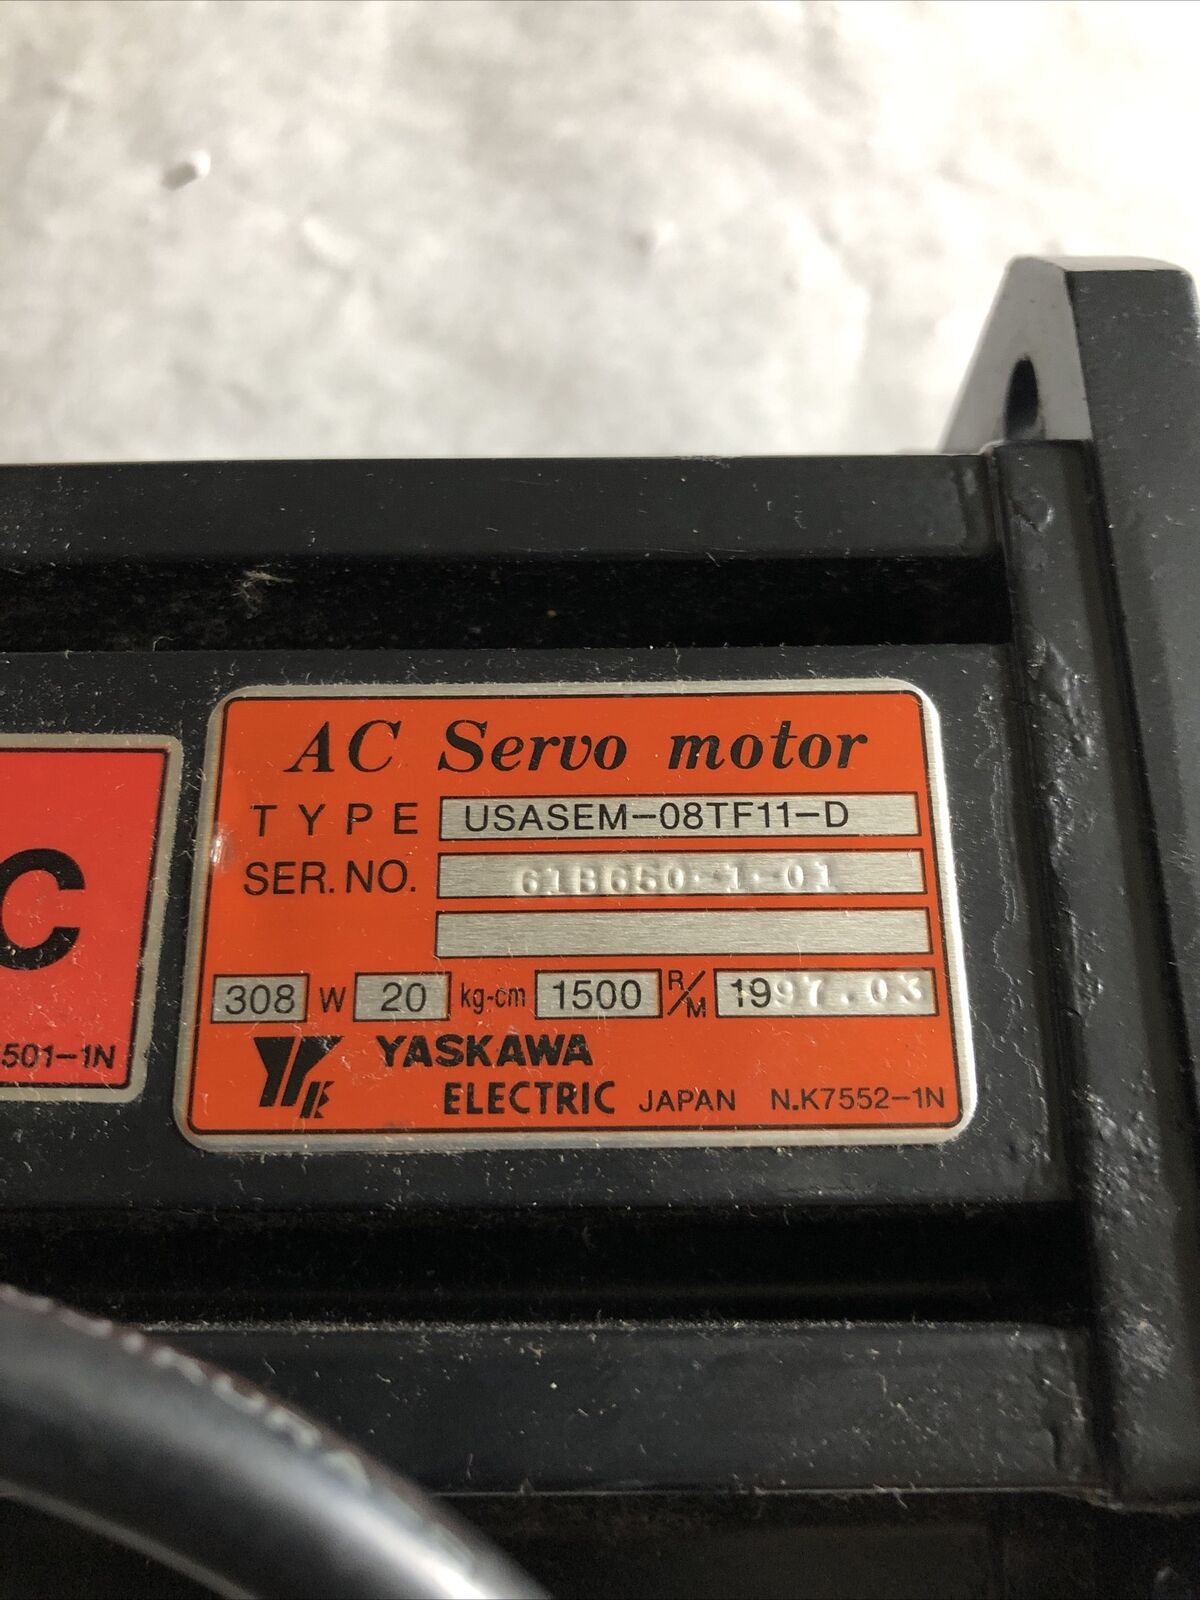 AC Servo motor
TYPE USASEM-08TF11-D
SER. NO. 61B650-1-01
308 W 20 kg-cm 1500 R/M 1997.03
YASKAWA
ELECTRIC JAPAN N.K7552-1N
C
501-1N